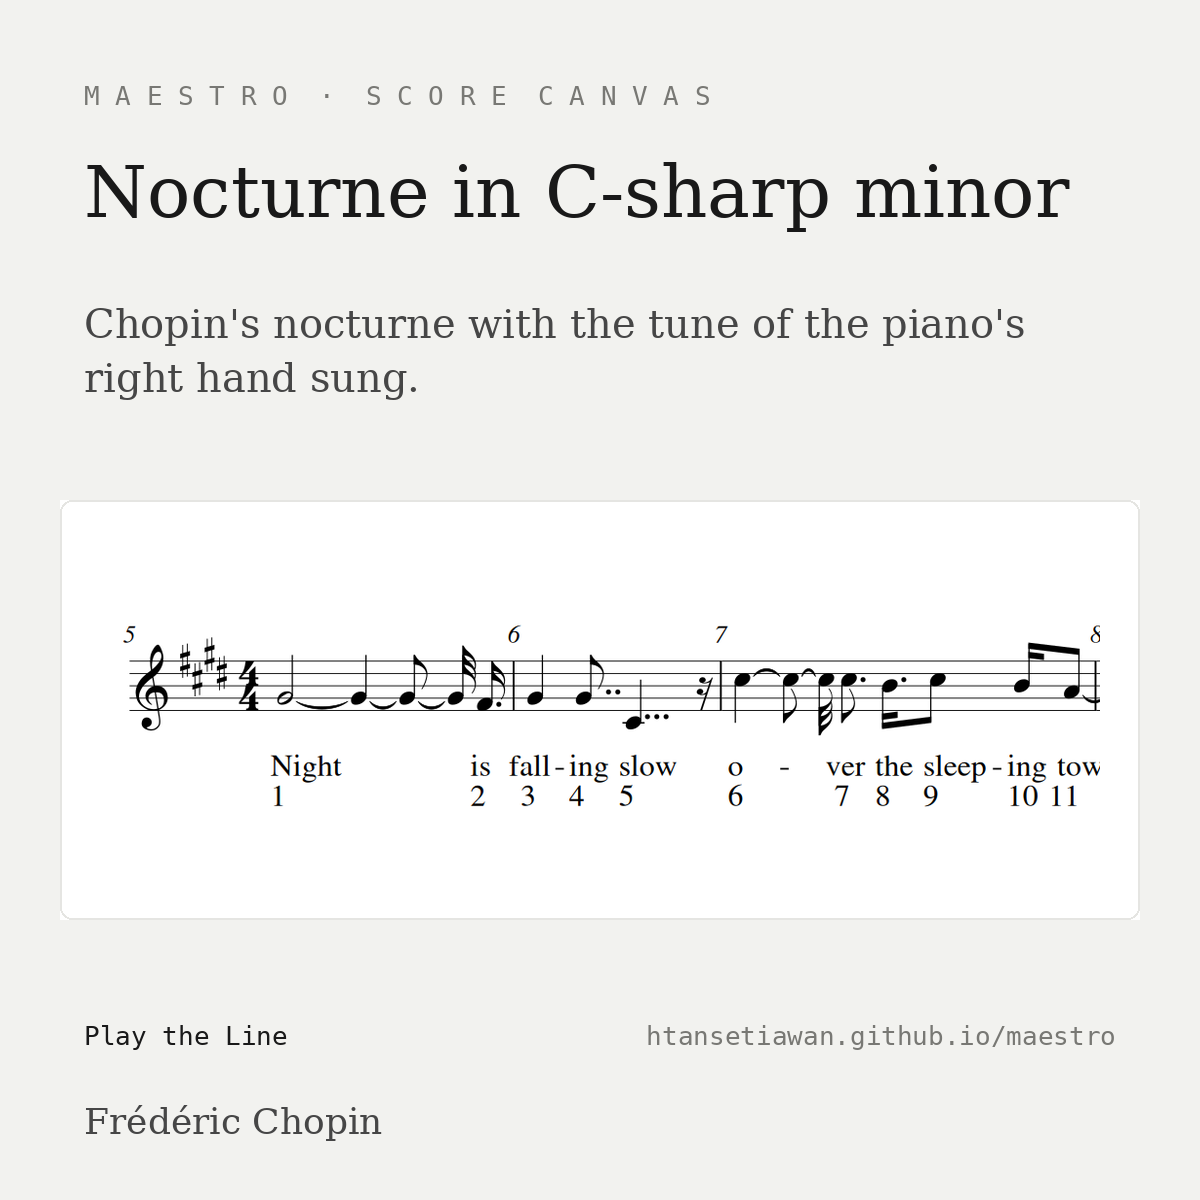 MAESTRO · SCORE CANVAS
Nocturne in C-sharp minor
Chopin's nocturne with the tune of the piano's
right hand sung.
5 6 7 8
Night is fall-ing slow o - ver the sleep-ing tow
1 2 3 4 5 6 7 8 9 10 11
Play the Line
htansetiawan.github.io/maestro
Frédéric Chopin